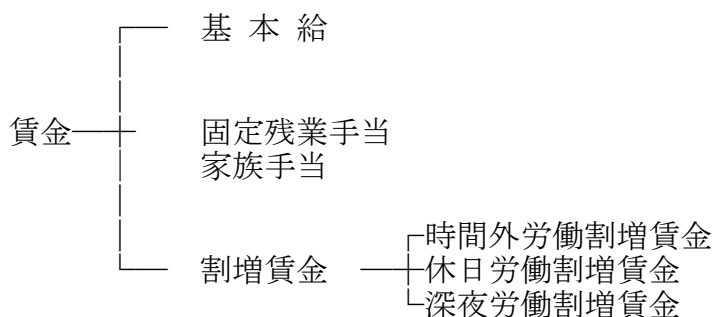 基 本 給
賃金
固定残業手当
家族手当
時間外労働割増賃金
割増賃金
休日労働割増賃金
深夜労働割増賃金